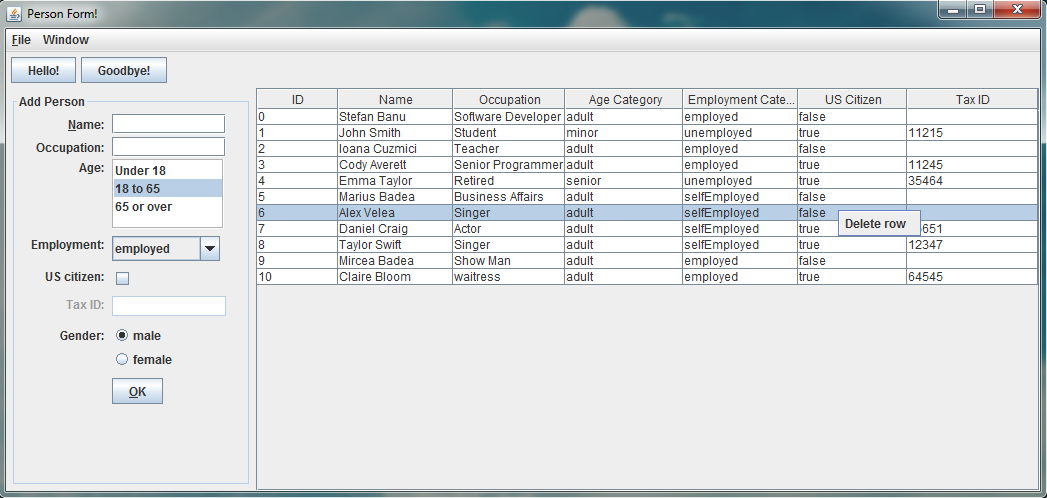 Person Form!
File Window
Hello! Goodbye!
Add Person
Name:
Occupation:
Age:
Under 18
18 to 65
65 or over
Employment: employed
US citizen:
Tax ID:
Gender: male
female
OK
ID Name Occupation Age Category Employment Cate... US Citizen Tax ID
0 Stefan Banu Software Developer adult employed false
1 John Smith Student minor unemployed true 11215
2 Ioana Cuzmici Teacher adult employed false
3 Cody Averett Senior Programmer adult employed true 11245
4 Emma Taylor Retired senior unemployed true 35464
5 Marius Badea Business Affairs adult selfEmployed false
6 Alex Velea Singer adult selfEmployed false
Delete row
7 Daniel Craig Actor adult selfEmployed true
8 Taylor Swift Singer adult selfEmployed true 12347
9 Mircea Badea Show Man adult employed false
10 Claire Bloom waitress adult employed true 64545